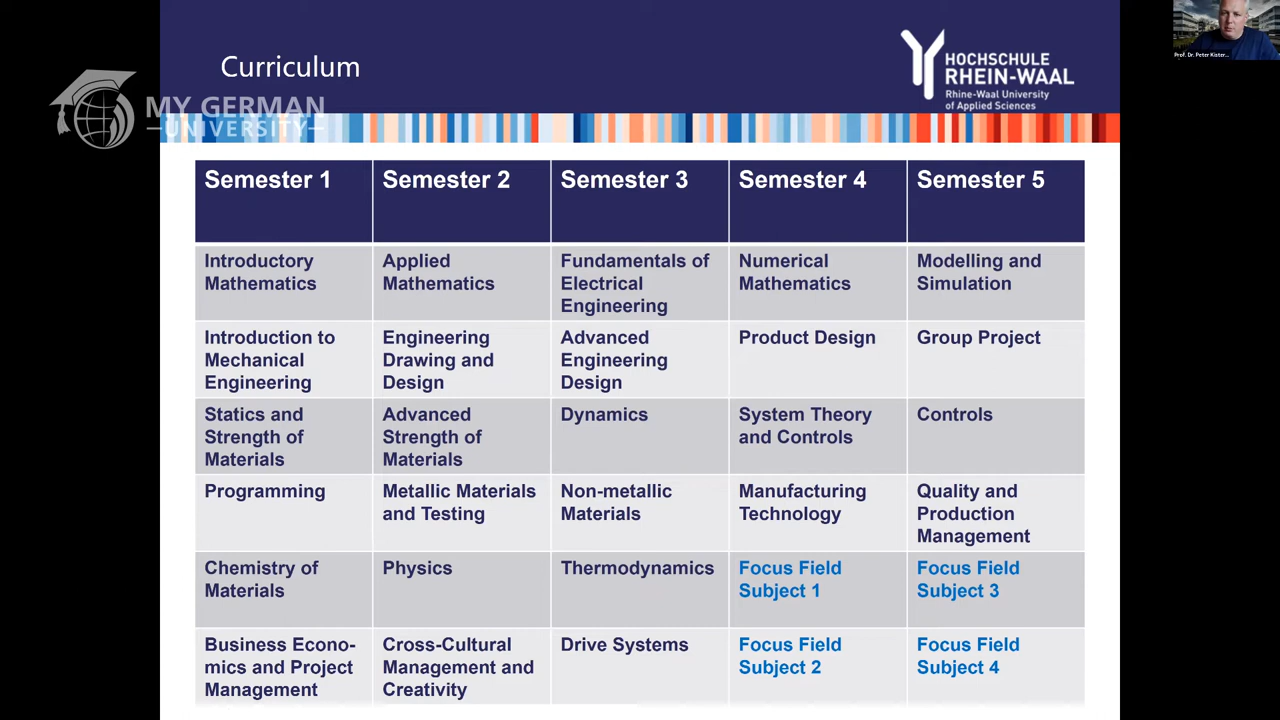 Curriculum
HOCHSCHULE
RHEIN-WAAL
Rhine-Waal University
of Applied Sciences
Prof. Dr. Peter Kister...
MY GERMAN
UNIVERSITY
Semester 1
Semester 2
Semester 3
Semester 4
Semester 5
Introductory
Mathematics
Applied
Mathematics
Fundamentals of
Electrical
Engineering
Numerical
Mathematics
Modelling and
Simulation
Introduction to
Mechanical
Engineering
Engineering
Drawing and
Design
Advanced
Engineering
Design
Product Design
Group Project
Statics and
Strength of
Materials
Advanced
Strength of
Materials
Dynamics
System Theory
and Controls
Controls
Programming
Metallic Materials
and Testing
Non-metallic
Materials
Manufacturing
Technology
Quality and
Production
Management
Chemistry of
Materials
Physics
Thermodynamics
Focus Field
Subject 1
Focus Field
Subject 3
Business Econo-
mics and Project
Management
Cross-Cultural
Management and
Creativity
Drive Systems
Focus Field
Subject 2
Focus Field
Subject 4